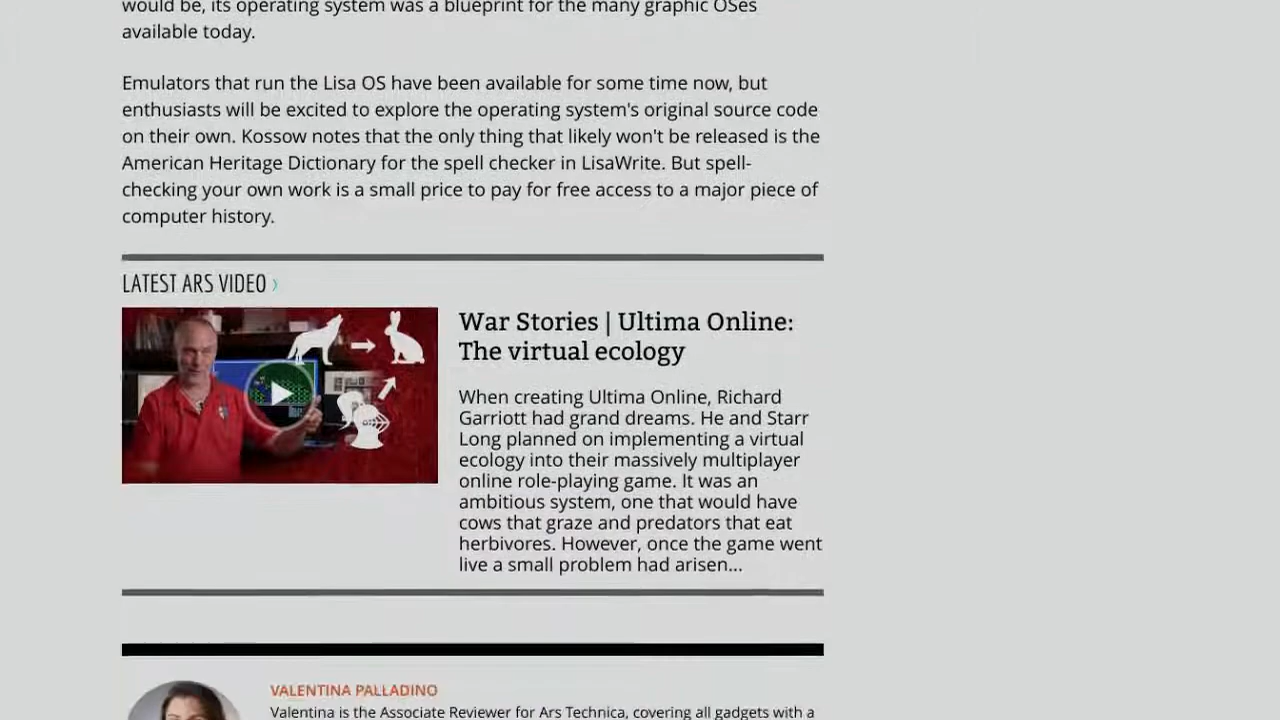 would be, its operating system was a blueprint for the many graphic OSes
available today.
Emulators that run the Lisa OS have been available for some time now, but
enthusiasts will be excited to explore the operating system's original source code
on their own. Kossow notes that the only thing that likely won't be released is the
American Heritage Dictionary for the spell checker in LisaWrite. But spell-
checking your own work is a small price to pay for free access to a major piece of
computer history.
LATEST ARS VIDEO ›
War Stories | Ultima Online:
The virtual ecology
When creating Ultima Online, Richard
Garriott had grand dreams. He and Starr
Long planned on implementing a virtual
ecology into their massively multiplayer
online role-playing game. It was an
ambitious system, one that would have
cows that graze and predators that eat
herbivores. However, once the game went
live a small problem had arisen...
VALENTINA PALLADINO
Valentina is the Associate Reviewer for Ars Technica, covering all gadgets with a